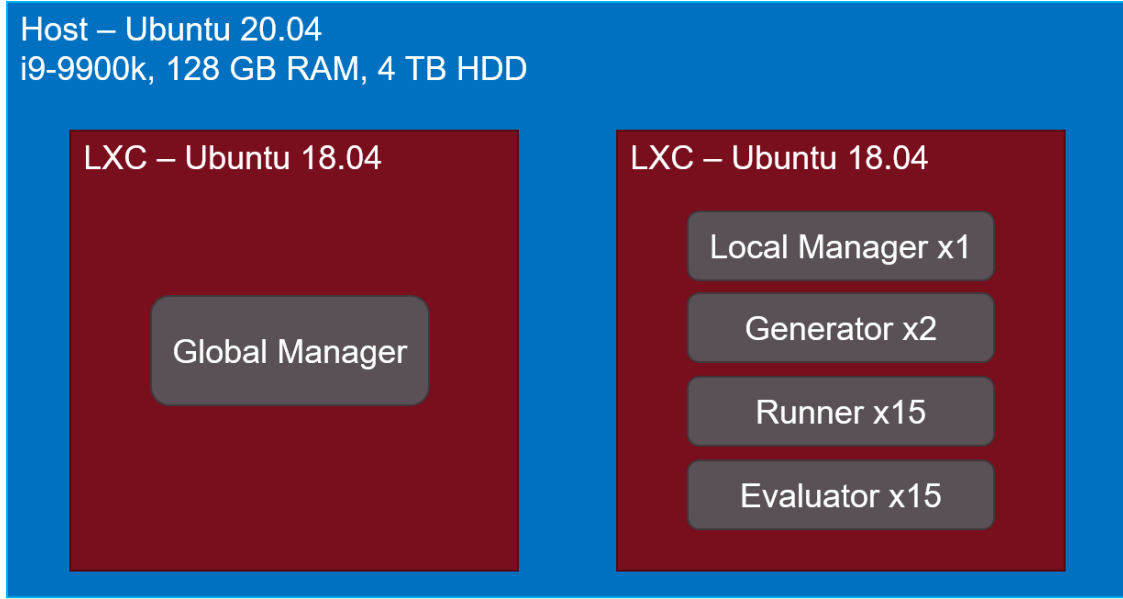 Host – Ubuntu 20.04
i9-9900k, 128 GB RAM, 4 TB HDD
LXC – Ubuntu 18.04
Global Manager
LXC – Ubuntu 18.04
Local Manager x1
Generator x2
Runner x15
Evaluator x15